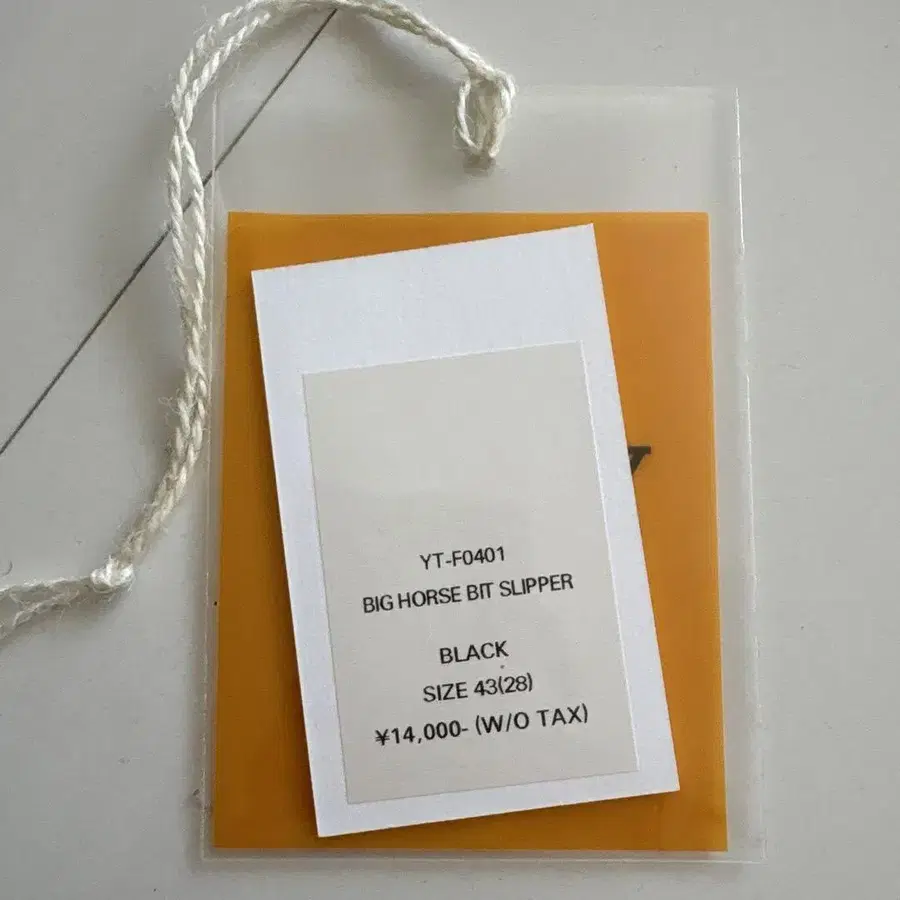 YT-F0401
BIG HORSE BIT SLIPPER
BLACK
SIZE 43(28)
¥14,000- (W/O TAX)